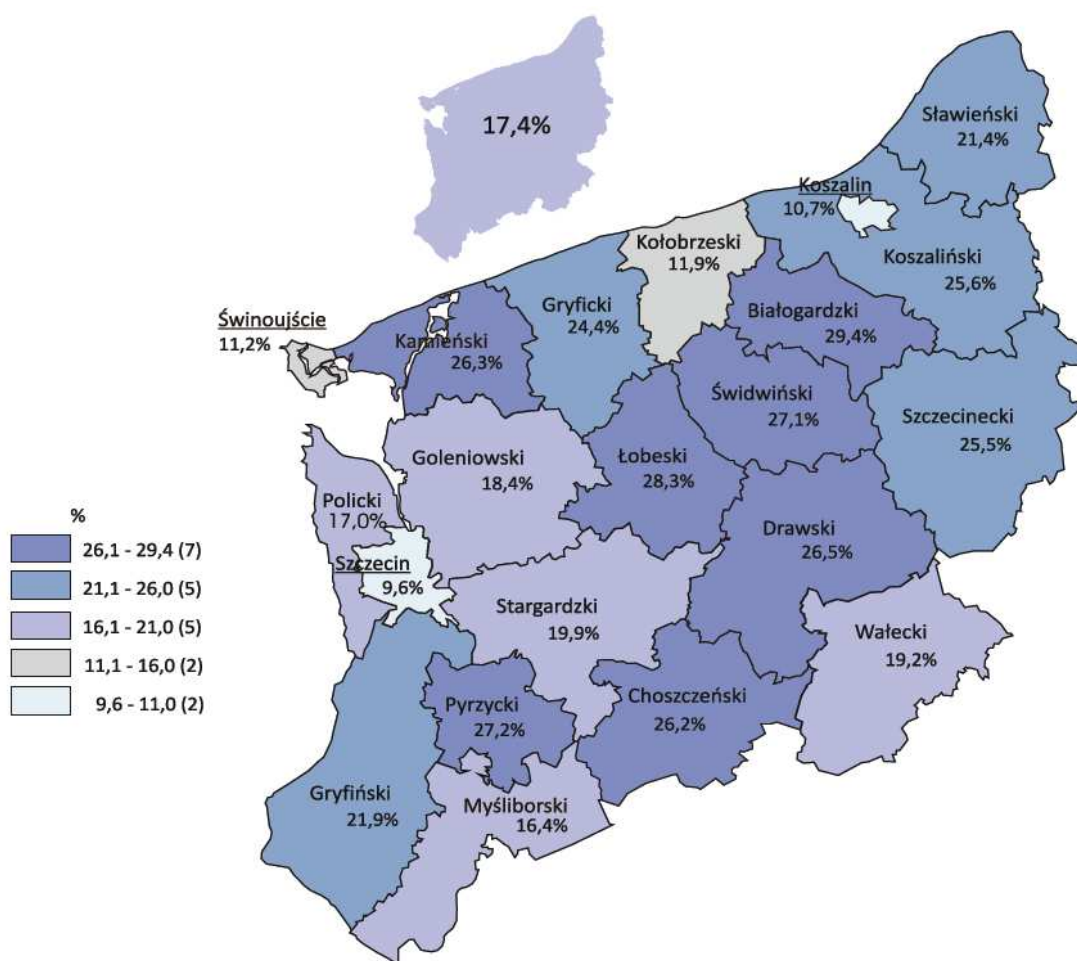 17,4%
Sławieński
21,4%
Koszalin
10,7%
Kołobrzeski
11,9%
Koszaliński
25,6%
Gryficki
24,4%
Białogardzki
29,4%
Świnoujście
11,2%
Kamieński
26,3%
Świdwiński
27,1%
Szczecinecki
25,5%
Goleniowski
18,4%
Łobeski
28,3%
Policki
17,0%
Drawski
26,5%
Szczecin
9,6%
Stargardzki
19,9%
Wałecki
19,2%
Pyrzycki
27,2%
Choszczeński
26,2%
Gryfiński
21,9%
Myśliborski
16,4%
%
26,1 - 29,4 (7)
21,1 - 26,0 (5)
16,1 - 21,0 (5)
11,1 - 16,0 (2)
9,6 - 11,0 (2)